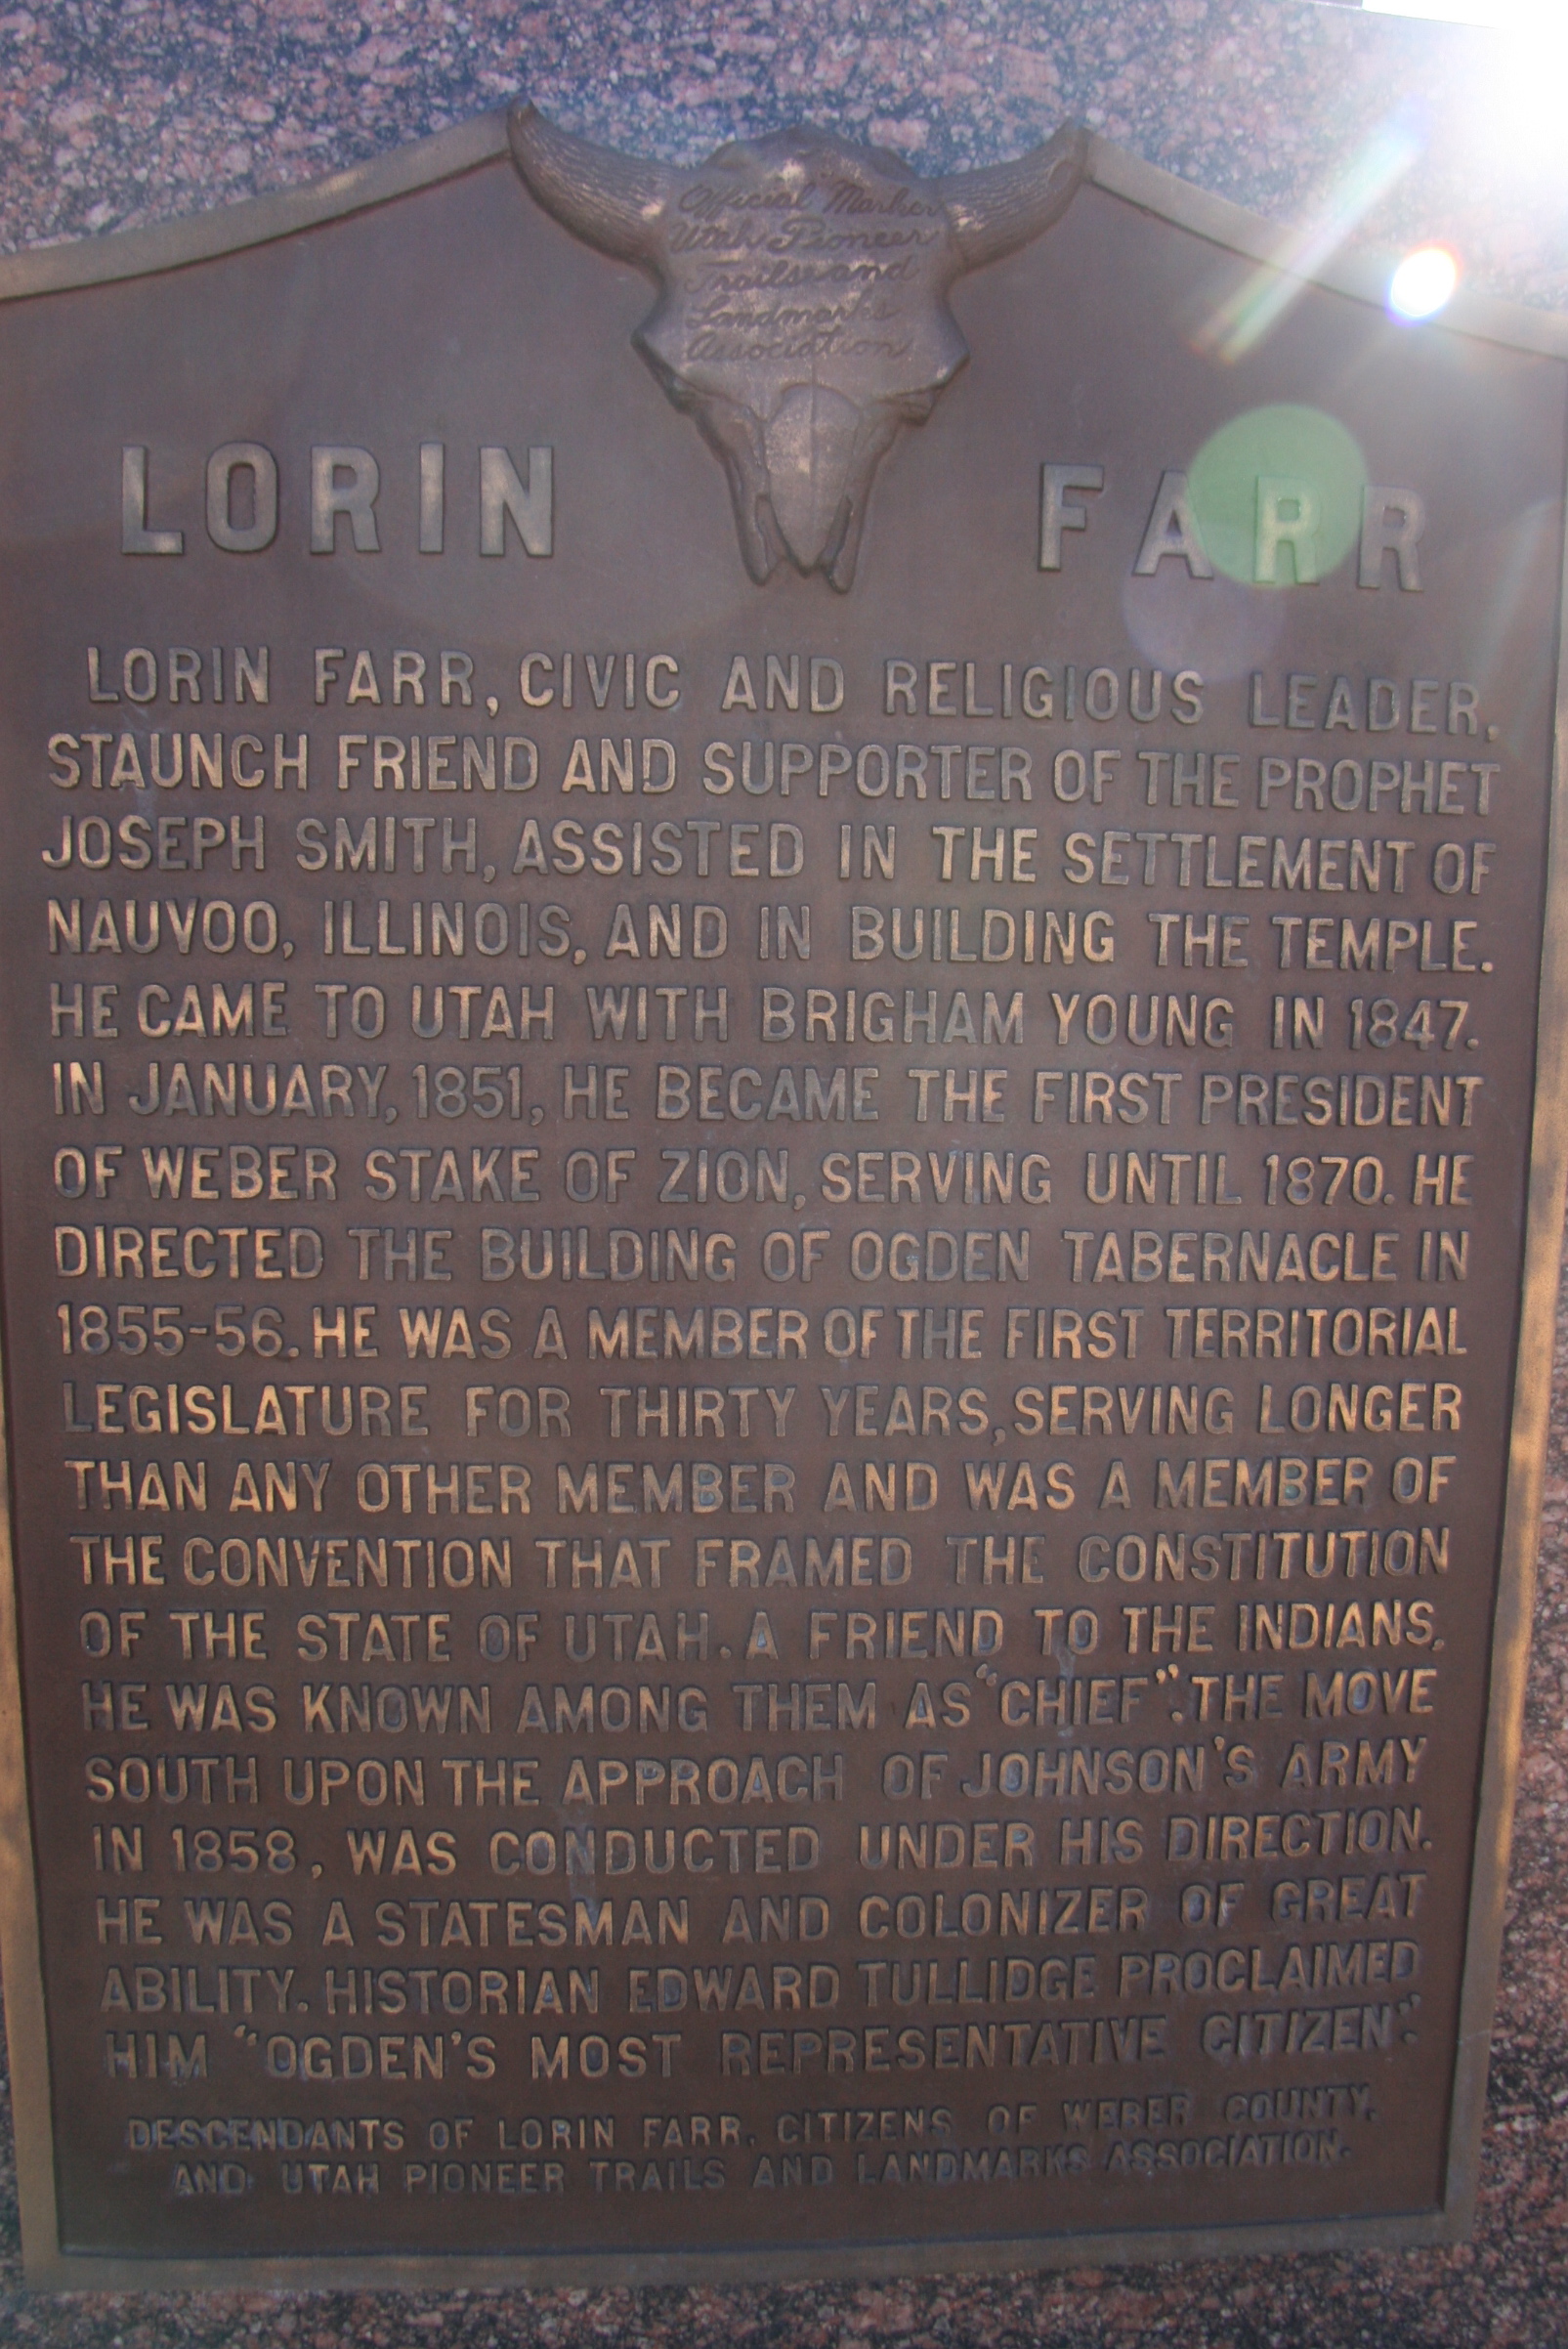 Official Marker
Utah Pioneer
Trails and
Landmarks
Association
LORIN FARR
LORIN FARR, CIVIC AND RELIGIOUS LEADER,
STAUNCH FRIEND AND SUPPORTER OF THE PROPHET
JOSEPH SMITH, ASSISTED IN THE SETTLEMENT OF
NAUVOO, ILLINOIS, AND IN BUILDING THE TEMPLE.
HE CAME TO UTAH WITH BRIGHAM YOUNG IN 1847.
IN JANUARY, 1851, HE BECAME THE FIRST PRESIDENT
OF WEBER STAKE OF ZION, SERVING UNTIL 1870. HE
DIRECTED THE BUILDING OF OGDEN TABERNACLE IN
1855-56. HE WAS A MEMBER OF THE FIRST TERRITORIAL
LEGISLATURE FOR THIRTY YEARS, SERVING LONGER
THAN ANY OTHER MEMBER AND WAS A MEMBER OF
THE CONVENTION THAT FRAMED THE CONSTITUTION
OF THE STATE OF UTAH. A FRIEND TO THE INDIANS,
HE WAS KNOWN AMONG THEM AS "CHIEF". THE MOVE
SOUTH UPON THE APPROACH OF JOHNSON'S ARMY
IN 1858, WAS CONDUCTED UNDER HIS DIRECTION.
HE WAS A STATESMAN AND COLONIZER OF GREAT
ABILITY. HISTORIAN EDWARD TULLIDGE PROCLAIMED
HIM "OGDEN'S MOST REPRESENTATIVE CITIZEN".
DESCENDANTS OF LORIN FARR, CITIZENS OF WEBER COUNTY,
AND UTAH PIONEER TRAILS AND LANDMARKS ASSOCIATION.